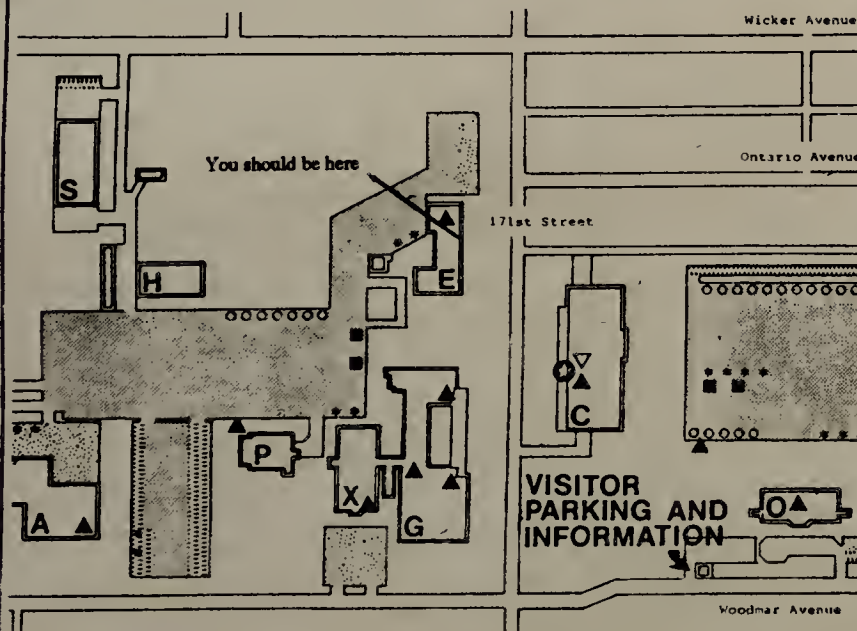 Wicker Avenue
Ontario Avenue
S
You should be here
171st Street
H
E
C
P
X
G
A
VISITOR
PARKING AND
INFORMATION
O
Woodmar Avenue